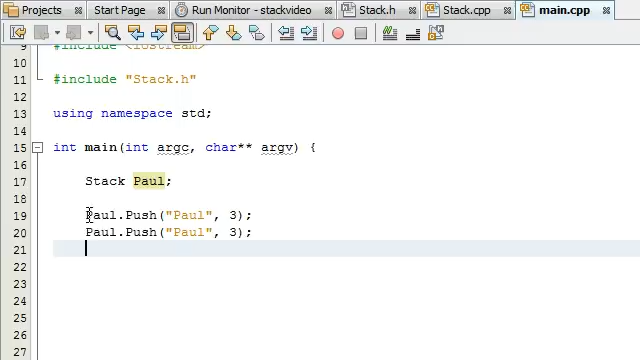 Projects Run Monitor - stackvideo Stack.h Stack.cpp main.cpp
9 #include <iostream>
10
11 #include "Stack.h"
12
13 using namespace std;
14
15 int main(int argc, char** argv) {
16
17 Stack Paul;
18
19 Paul.Push("Paul", 3);
20 Paul.Push("Paul", 3);
21
22
23
24
25
26
27